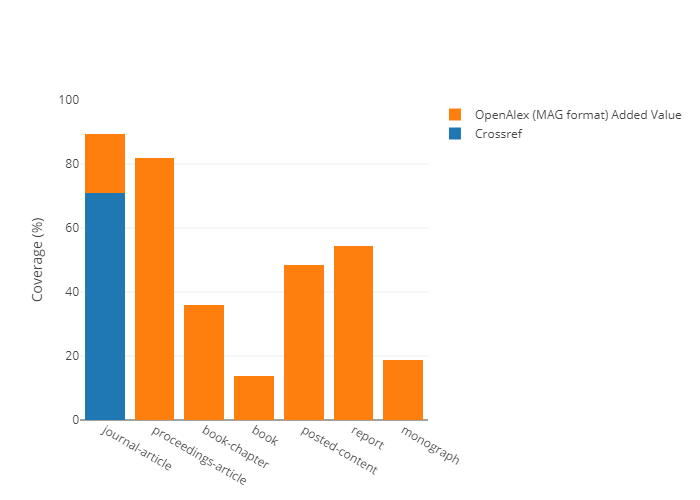 OpenAlex (MAG format) Added Value
Crossref
Coverage (%)
100
80
60
40
20
0
journal-article
proceedings-article
book-chapter
book
posted-content
report
monograph